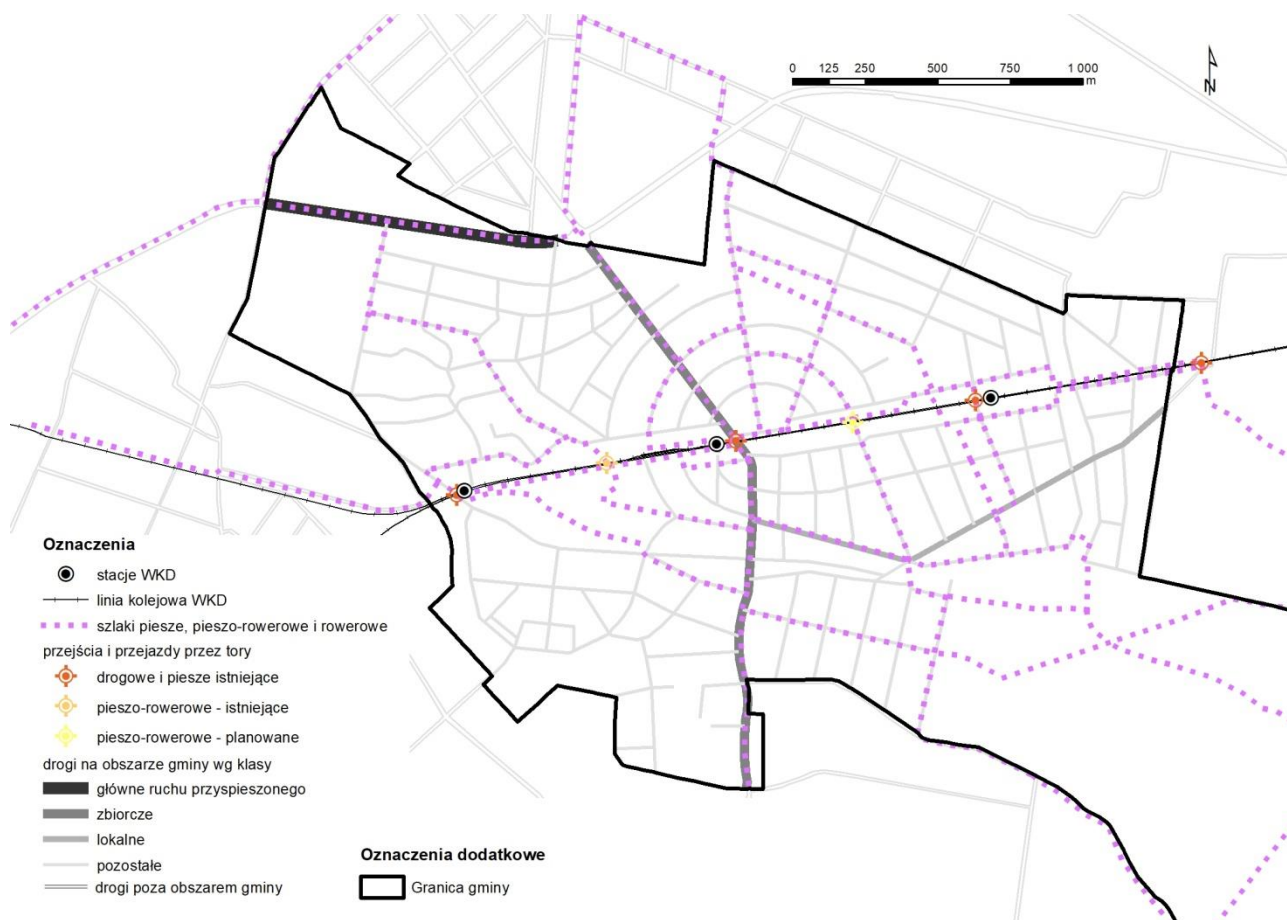 0 125 250 500 750 1 000
m
N
Oznaczenia
stacje WKD
linia kolejowa WKD
szlaki piesze, pieszo-rowerowe i rowerowe
przejścia i przejazdy przez tory
drogowe i piesze istniejące
pieszo-rowerowe - istniejące
pieszo-rowerowe - planowane
drogi na obszarze gminy wg klasy
główne ruchu przyspieszonego
zbiorcze
lokalne
pozostałe
drogi poza obszarem gminy
Oznaczenia dodatkowe
Granica gminy